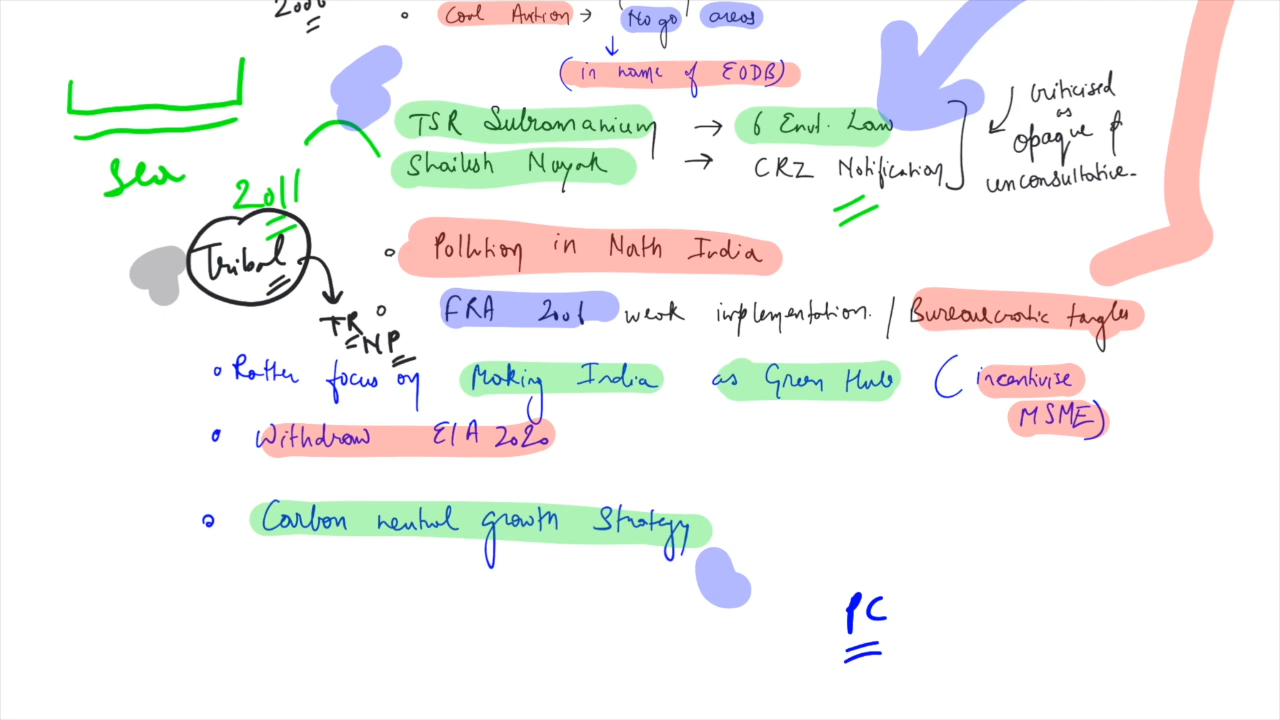 2006
Coal Auction → 'No go' areas
(in name of EODB)
TSR Subramanium → 6 Envt. Law
Shailesh Nayak → CRZ Notification
criticised
as
opaque &
unconsultative
Sea
2011
Tribal
TR
NP
Pollution in North India
FRA 2006 weak implementation / Bureaucratic tangles
Rather focus on Making India as Green Hub (incentivise
MSME)
Withdraw EIA 2020
Carbon neutral growth Strategy
PC